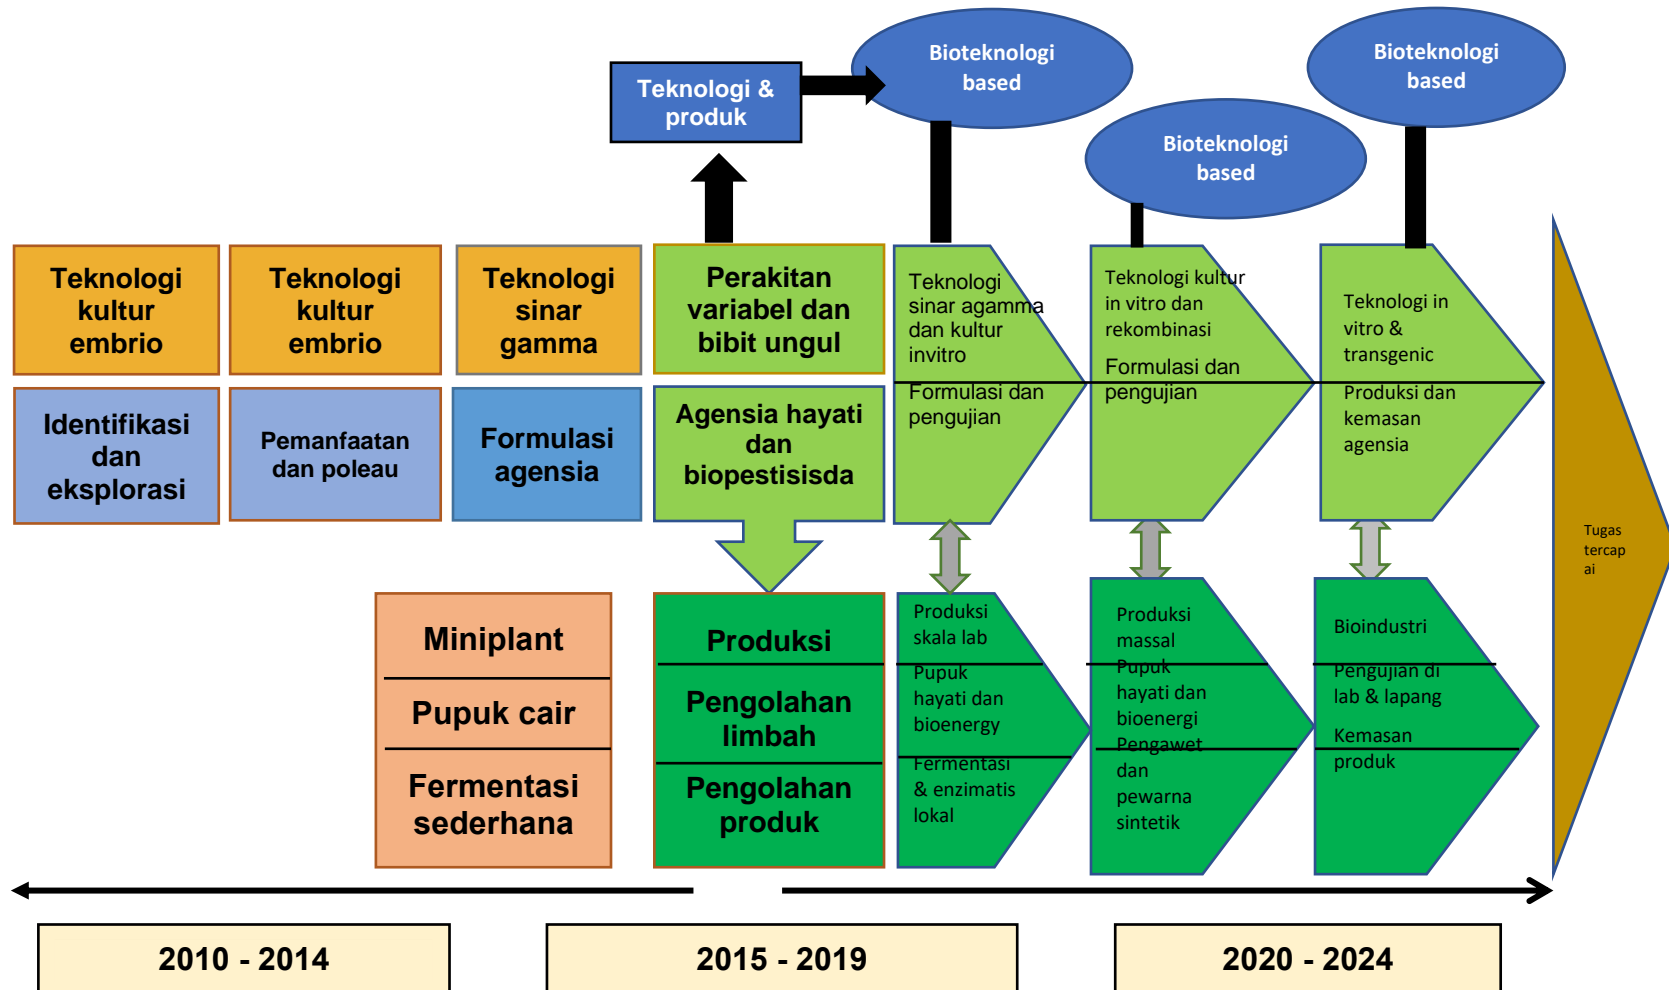 Teknologi &
produk
Bioteknologi
based
Bioteknologi
based
Bioteknologi
based
Teknologi
kultur
embrio
Teknologi
kultur
embrio
Teknologi
sinar
gamma
Perakitan
variabel dan
bibit ungul
Teknologi
sinar agamma
dan kultur
invitro
Formulasi dan
pengujian
Teknologi kultur
in vitro dan
rekombinasi
Formulasi dan
pengujian
Teknologi in
vitro &
transgenic
Produksi dan
kemasan
agensia
Identifikasi
dan
eksplorasi
Pemanfaatan
dan poleau
Formulasi
agensia
Agensia hayati
dan
biopestisisda
Tugas
tercap
ai
Miniplant
Pupuk cair
Fermentasi
sederhana
Produksi
Pengolahan
limbah
Pengolahan
produk
Produksi
skala lab
Pupuk
hayati dan
bioenergy
Fermentasi
& enzimatis
lokal
Produksi
massal
Pupuk
hayati dan
bioenergi
Pengawet
dan
pewarna
sintetik
Bioindustri
Pengujian di
lab & lapang
Kemasan
produk
2010 - 2014
2015 - 2019
2020 - 2024